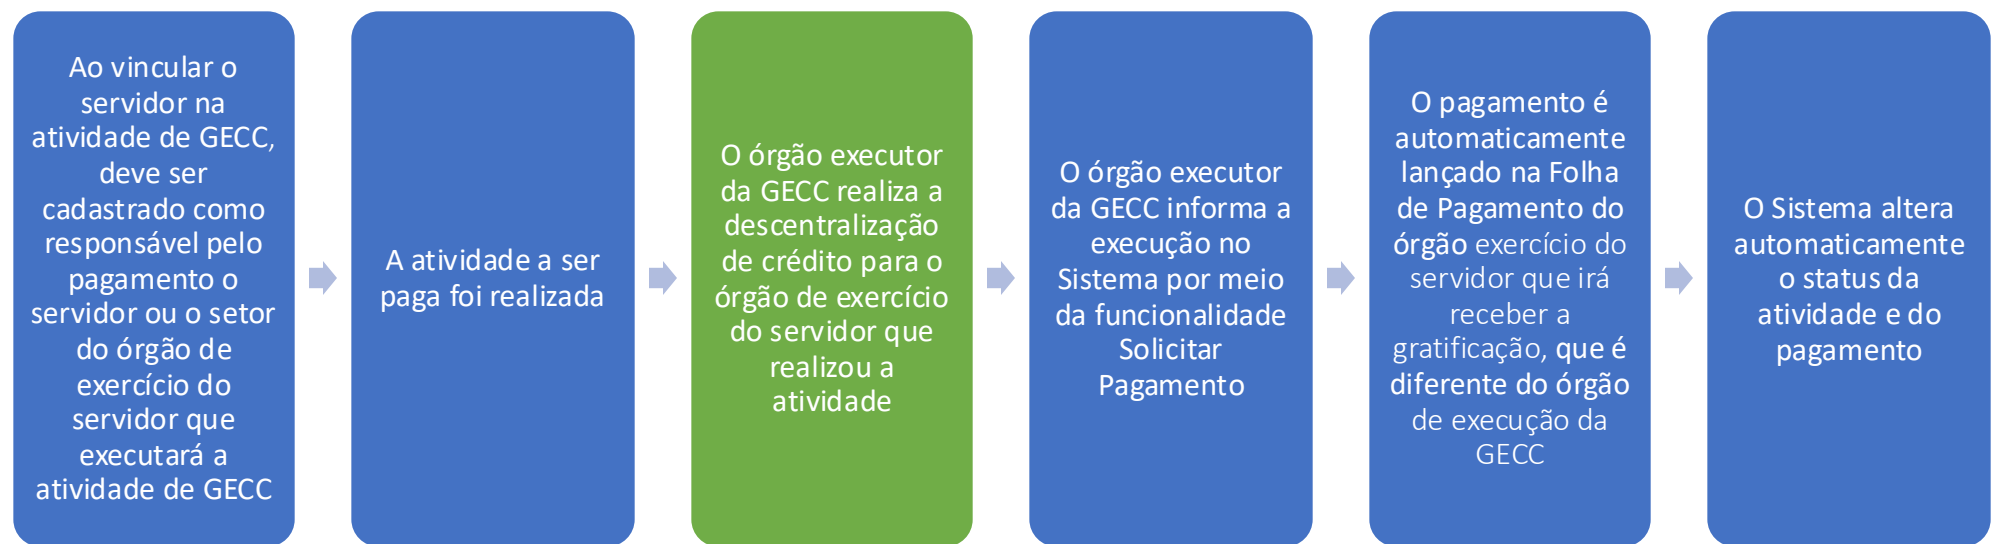 Ao vincular o
servidor na
atividade de GECC,
deve ser
cadastrado como
responsável pelo
pagamento o
servidor ou o setor
do órgão de
exercício do
servidor que
executará a
atividade de GECC
A atividade a ser
paga foi realizada
O órgão executor
da GECC realiza a
descentralização
de crédito para o
órgão de exercício
do servidor que
realizou a
atividade
O órgão executor
da GECC informa a
execução no
Sistema por meio
da funcionalidade
Solicitar
Pagamento
O pagamento é
automaticamente
lançado na Folha
de Pagamento do
órgão exercício do
servidor que irá
receber a
gratificação, que é
diferente do órgão
de execução da
GECC
O Sistema altera
automaticamente
o status da
atividade e do
pagamento